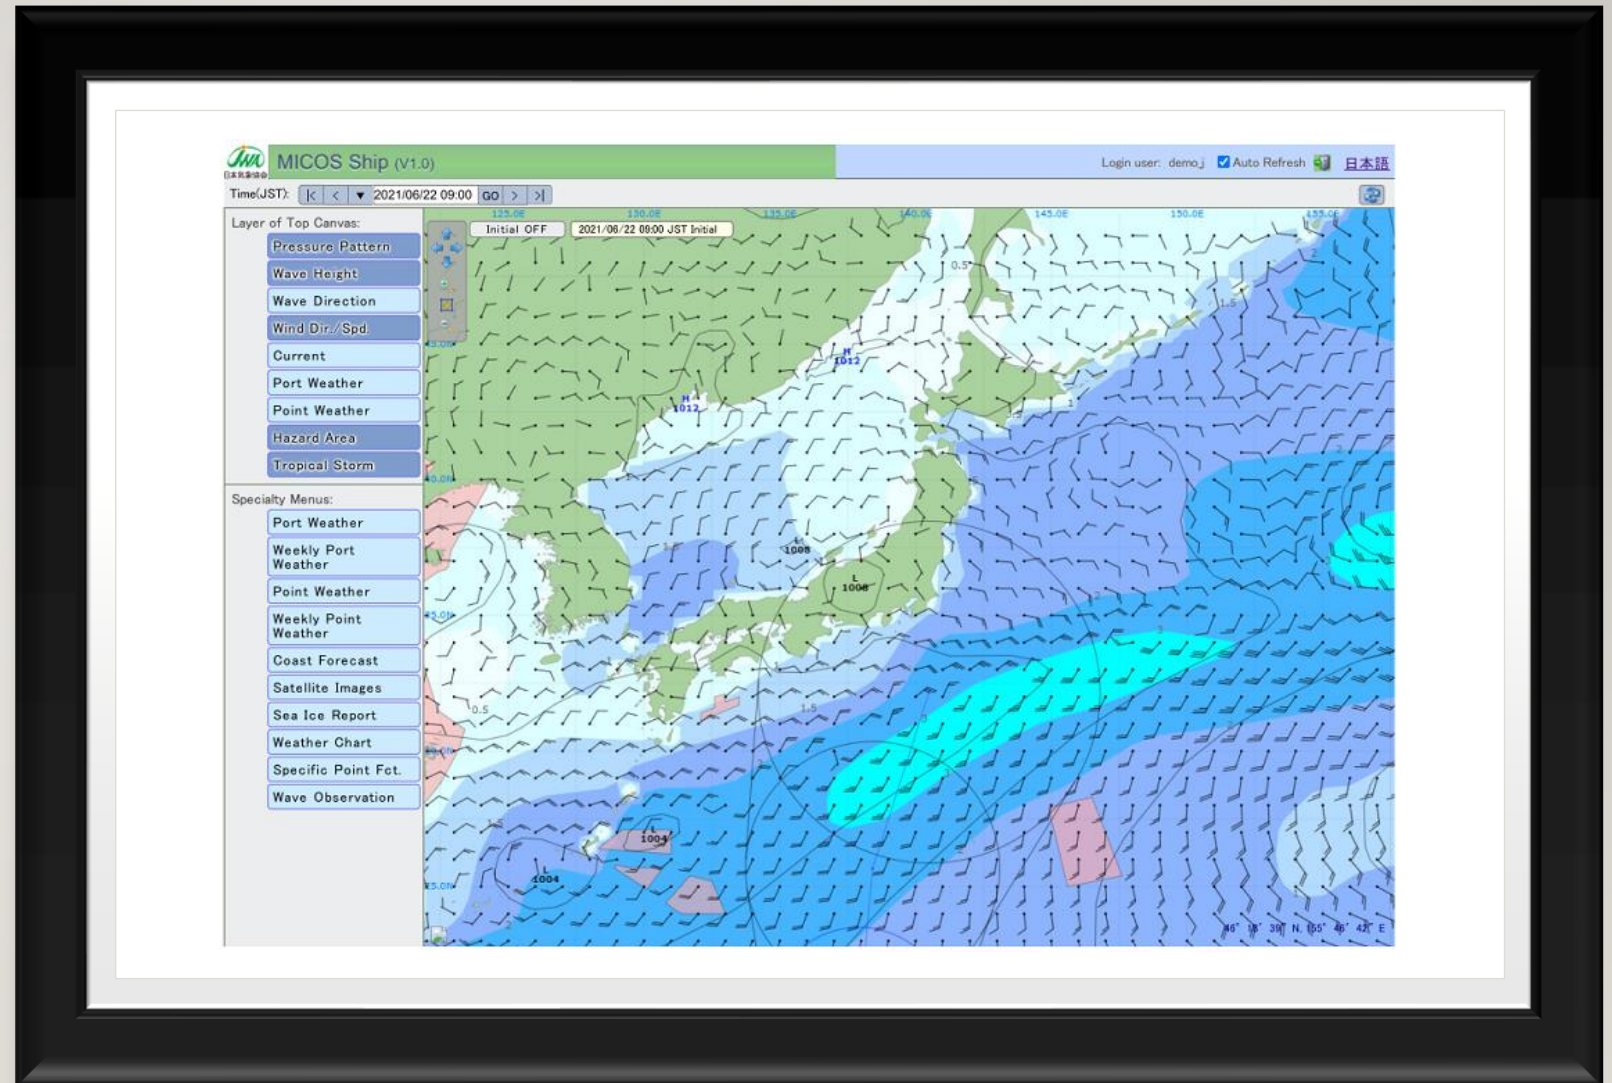 MICOS Ship (V1.0)
Login user: demo_j Auto Refresh 日本語
Time(JST): |< < ▼ 2021/06/22 09:00 GO > >|
Layer of Top Canvas:
Pressure Pattern
Wave Height
Wave Direction
Wind Dir./Spd.
Current
Port Weather
Point Weather
Hazard Area
Tropical Storm
Specialty Menus:
Port Weather
Weekly Port
Weather
Point Weather
Weekly Point
Weather
Coast Forecast
Satellite Images
Sea Ice Report
Weather Chart
Specific Point Fct.
Wave Observation
125.0E 130.0E 135.0E 140.0E 145.0E 150.0E 155.0E
Initial OFF 2021/06/22 09:00 JST Initial
0.5
1.5
H
1012
H
1012
L
1008
L
1008
0.5
1.5
L
1004
L
1004